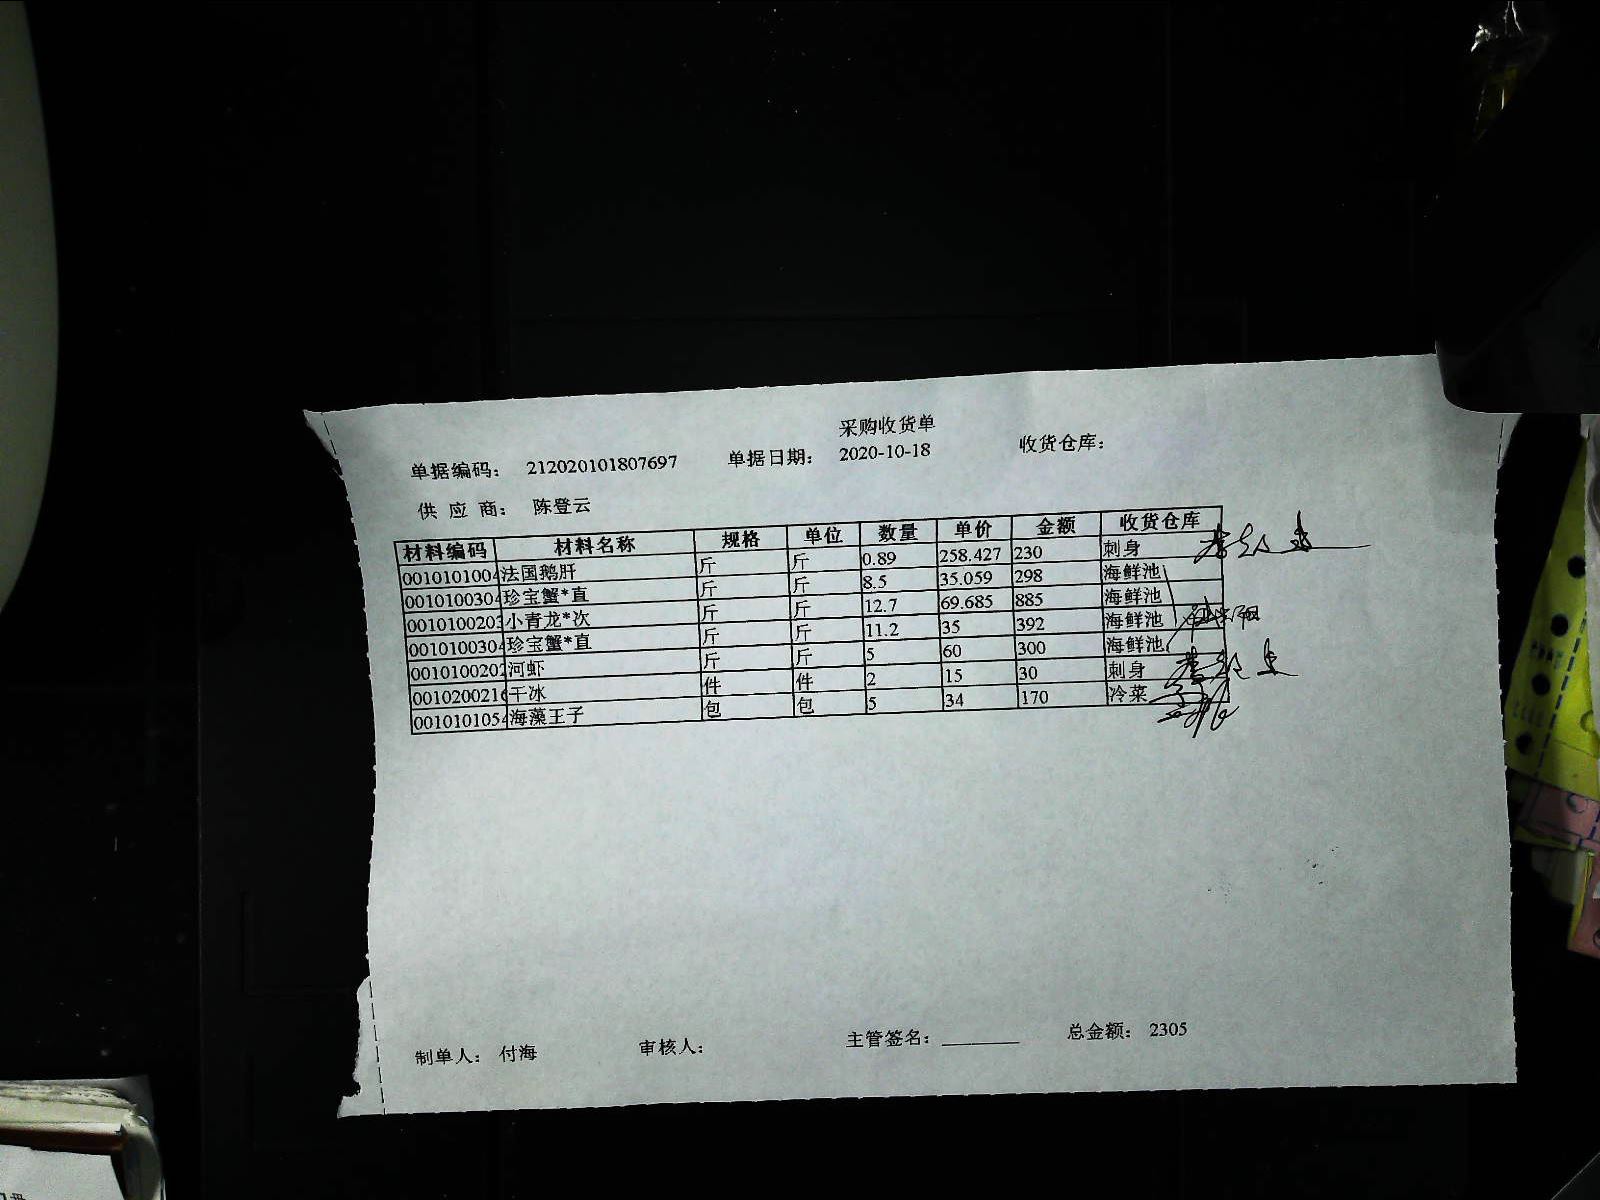 采购收货单
单据编码： 212020101807697 单据日期： 2020-10-18 收货仓库：
供 应 商： 陈登云
材料编码 材料名称 规格 单位 数量 单价 金额 收货仓库
0010101004 法国鹅肝 斤 斤 0.89 258.427 230 刺身
0010100304 珍宝蟹*直 斤 斤 8.5 35.059 298 海鲜池
0010100203 小青龙*次 斤 斤 12.7 69.685 885 海鲜池
0010100304 珍宝蟹*直 斤 斤 11.2 35 392 海鲜池
0010100202 河虾 斤 斤 5 60 300 海鲜池
0010200216 干冰 件 件 2 15 30 刺身
0010101054 海藻王子 包 包 5 34 170 冷菜
制单人： 付海 审核人： 主管签名：________ 总金额： 2305